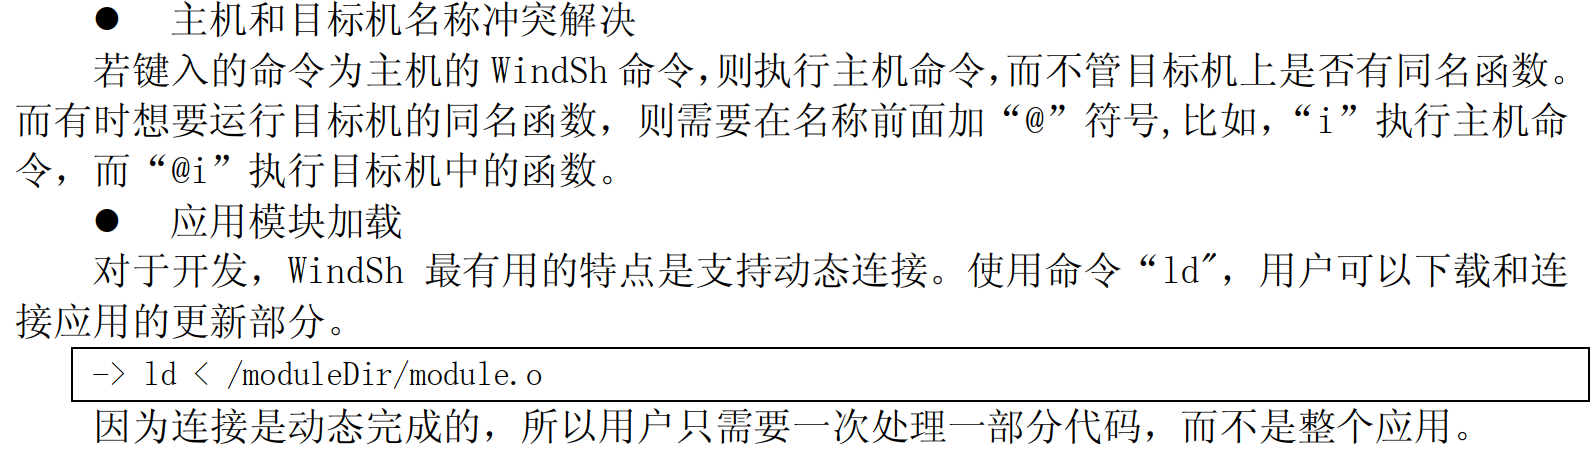 ● 主机和目标机名称冲突解决
若键入的命令为主机的 WindSh 命令,则执行主机命令,而不管目标机上是否有同名函数。
而有时想要运行目标机的同名函数，则需要在名称前面加“@”符号,比如，“i”执行主机命
令，而“@i”执行目标机中的函数。
● 应用模块加载
对于开发，WindSh 最有用的特点是支持动态连接。使用命令“ld″，用户可以下载和连
接应用的更新部分。
-> ld < /moduleDir/module.o
因为连接是动态完成的，所以用户只需要一次处理一部分代码，而不是整个应用。